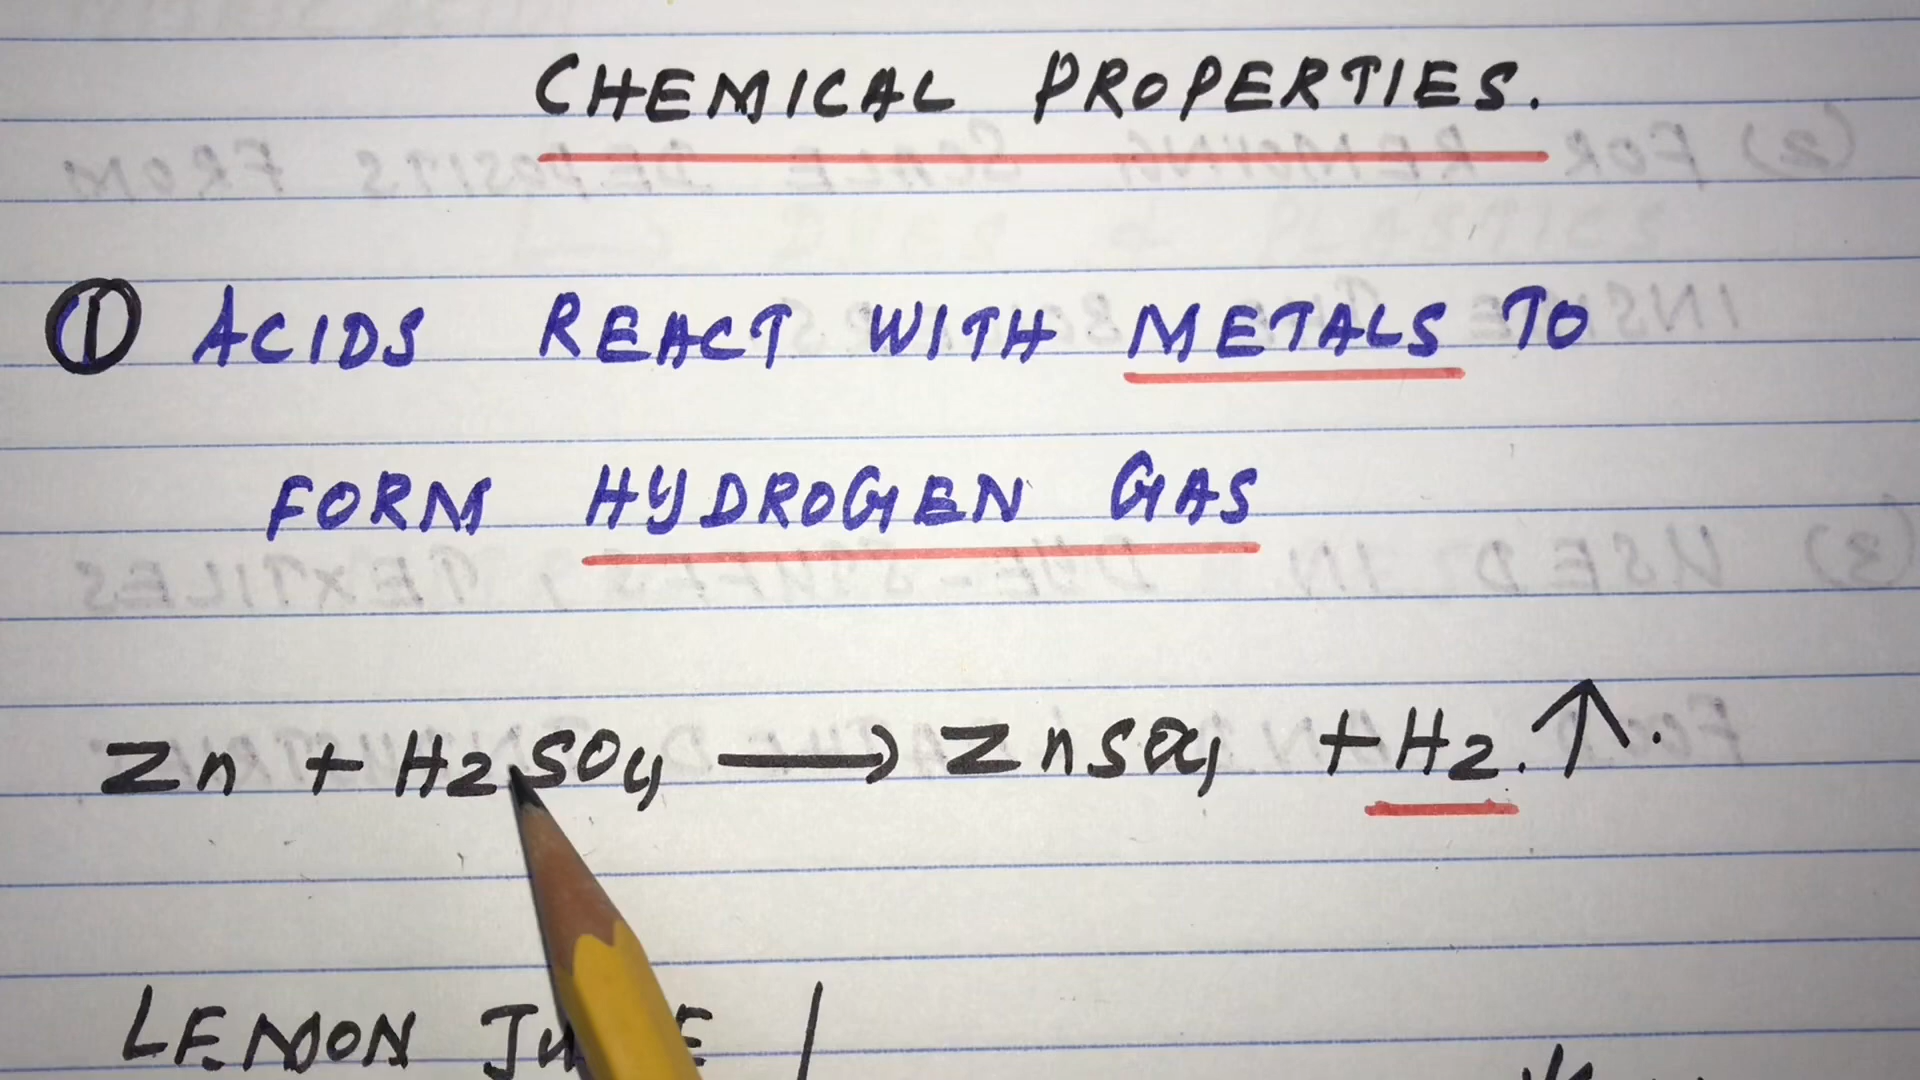 CHEMICAL PROPERTIES.
① ACIDS REACT WITH METALS TO
FORM HYDROGEN GAS
Zn + H2SO4 → ZnSO4 + H2. ↑.
LEMON